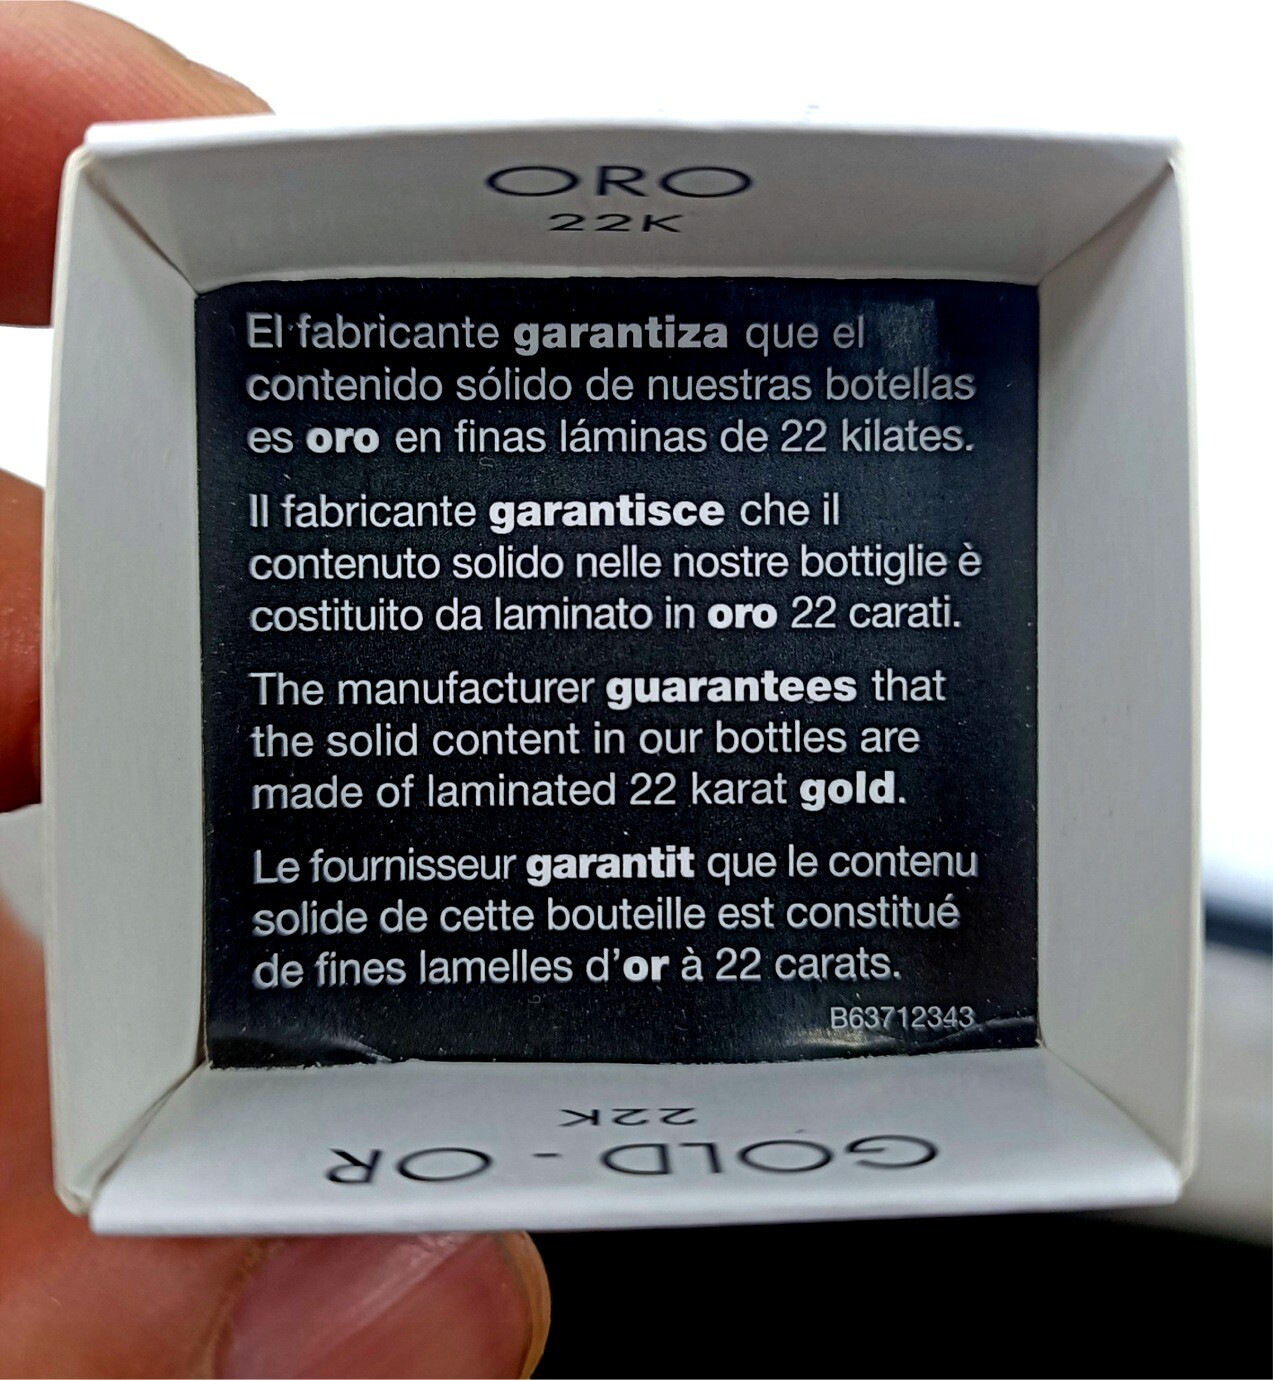 ORO
22K
El fabricante garantiza que el
contenido sólido de nuestras botellas
es oro en finas láminas de 22 kilates.
Il fabricante garantisce che il
contenuto solido nelle nostre bottiglie è
costituito da laminato in oro 22 carati.
The manufacturer guarantees that
the solid content in our bottles are
made of laminated 22 karat gold.
Le fournisseur garantit que le contenu
solide de cette bouteille est constitué
de fines lamelles d'or à 22 carats.
B63712343
GOLD - OR
22K